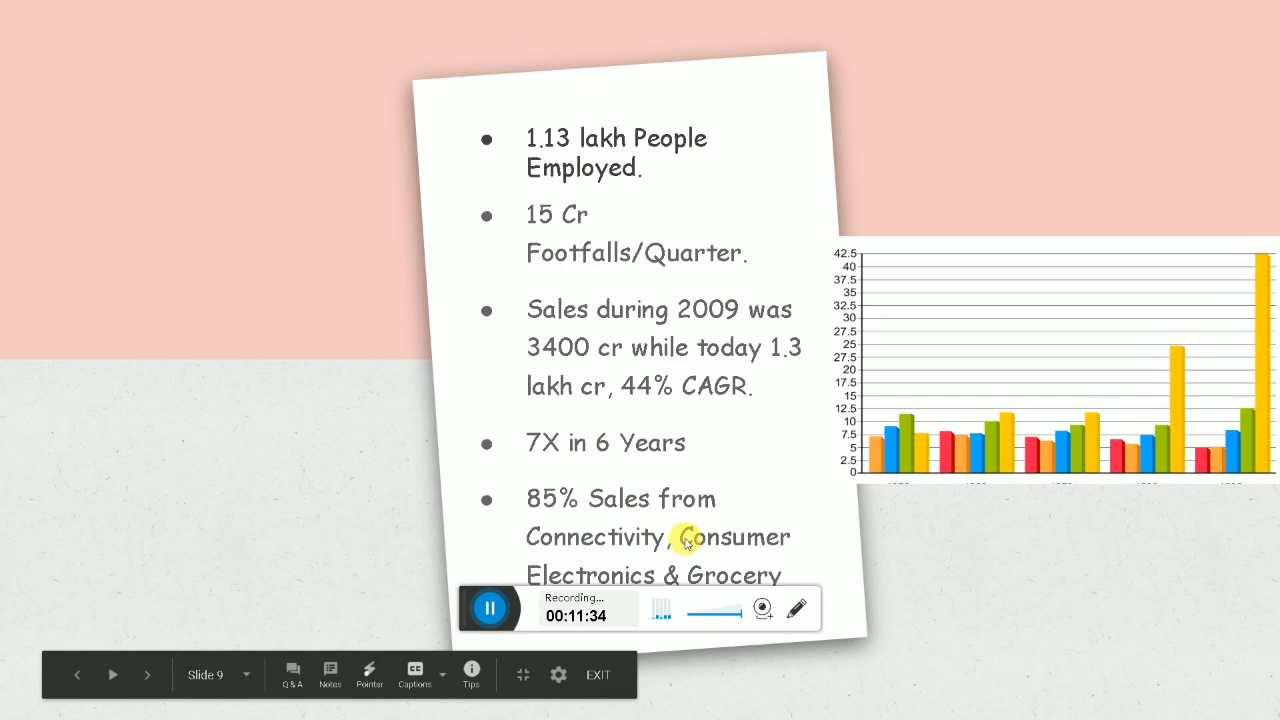 ● 1.13 lakh People
Employed.
● 15 Cr
Footfalls/Quarter.
● Sales during 2009 was
3400 cr while today 1.3
lakh cr, 44% CAGR.
● 7X in 6 Years
● 85% Sales from
Connectivity, Consumer
Electronics & Grocery
42.5
40
37.5
35
32.5
30
27.5
25
22.5
20
17.5
15
12.5
10
7.5
5
2.5
0
Recording...
00:11:34
Slide 9
Q & A
Notes
Pointer
CC
Captions
Tips
EXIT